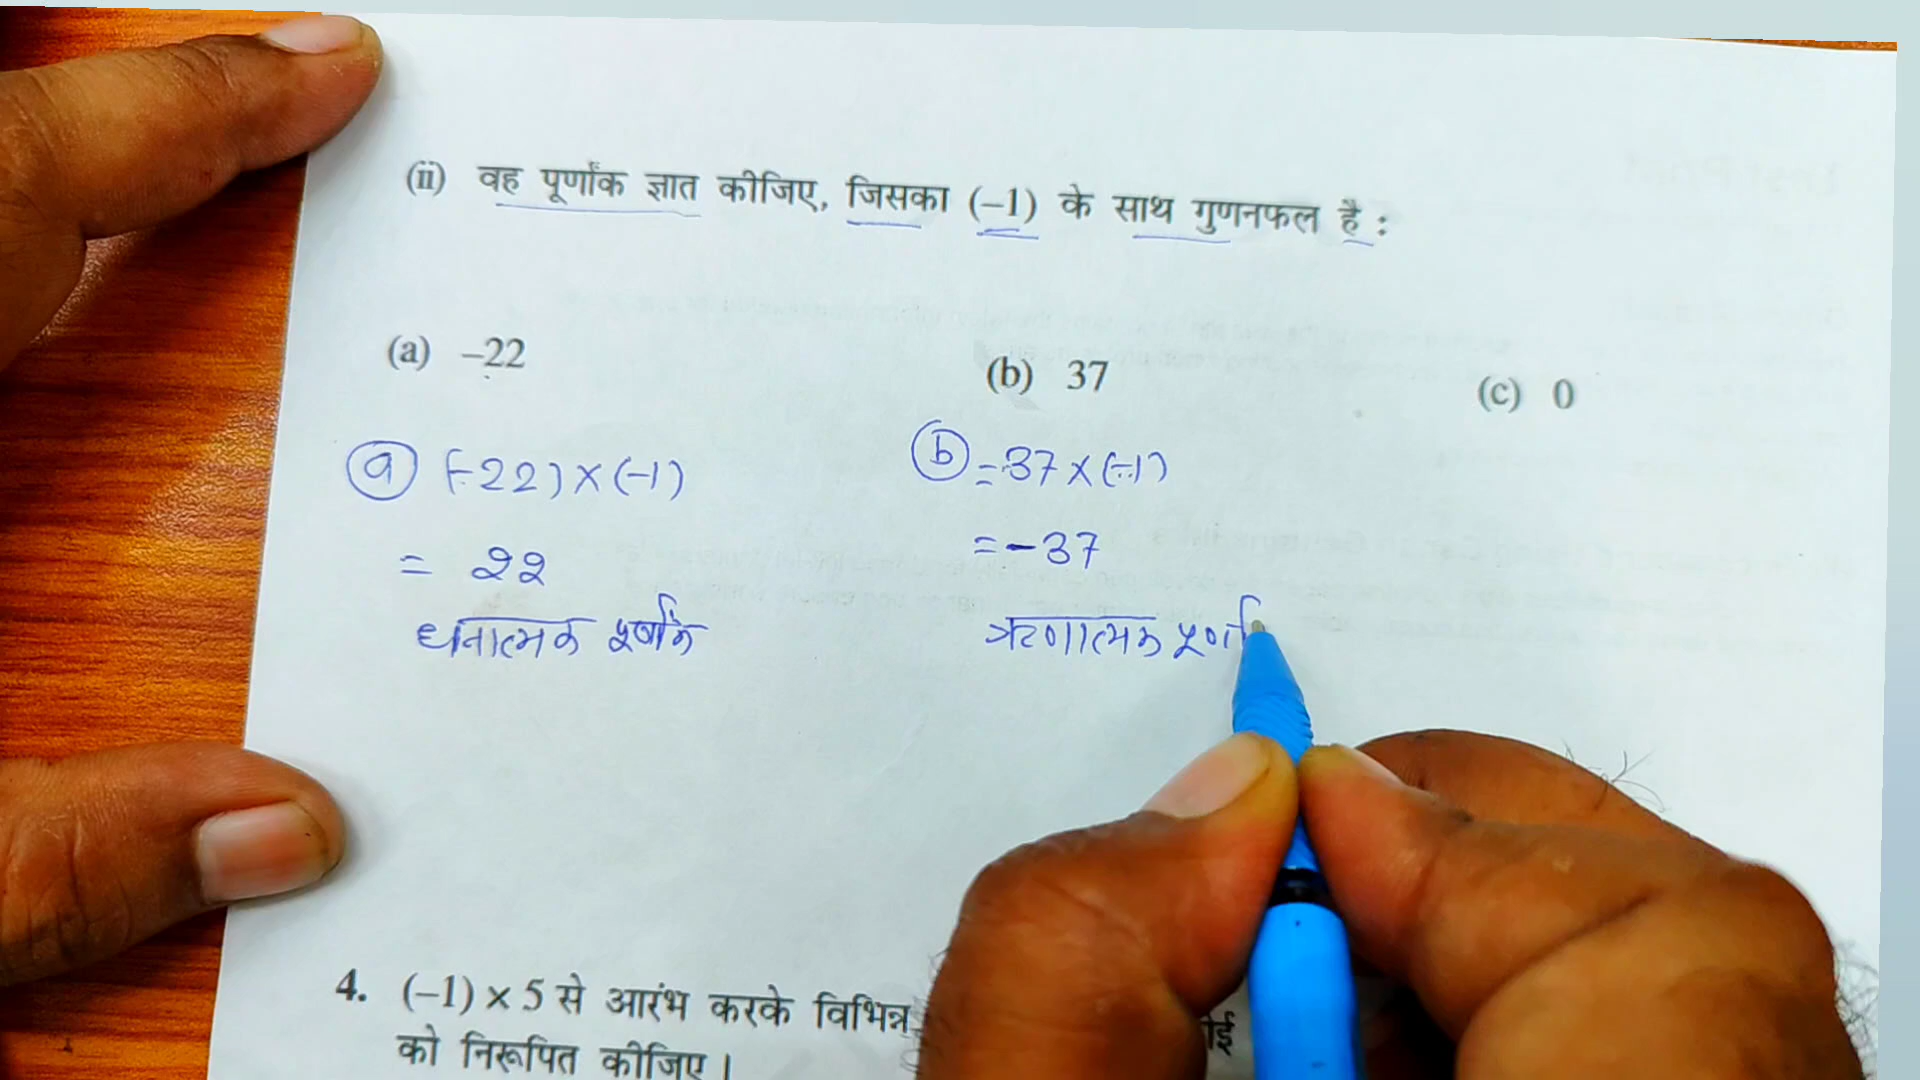 (ii) वह पूर्णांक ज्ञात कीजिए, जिसका (–1) के साथ गुणनफल है :
(a) –22 (b) 37 (c) 0
(a) (-22) × (-1)
= 22
धनात्मक पूर्णांक
(b) = 37 × (-1)
= -37
ऋणात्मक पूर्णां
4. (–1) × 5 से आरंभ करके विभिन्न
को निरूपित कीजिए।